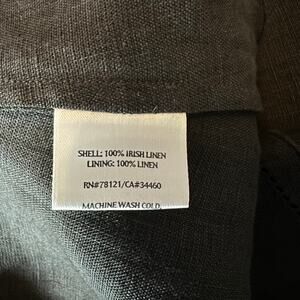 SHELL: 100% IRISH LINEN
LINING: 100% LINEN
RN#78121/CA#34460
MACHINE WASH COLD,